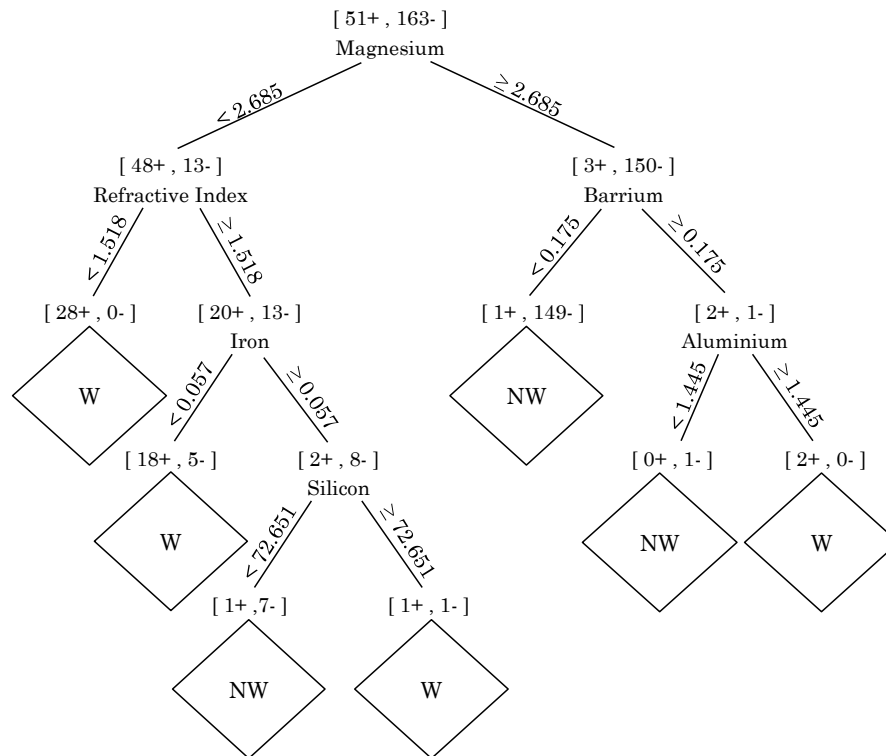 [ 51+ , 163- ]
Magnesium
< 2.685
≥ 2.685
[ 48+ , 13- ]
Refractive Index
[ 3+ , 150- ]
Barrium
< 1.518
≥ 1.518
< 0.175
≥ 0.175
[ 28+ , 0- ]
W
[ 20+ , 13- ]
Iron
[ 1+ , 149- ]
NW
[ 2+ , 1- ]
Aluminium
< 0.057
≥ 0.057
< 1.445
≥ 1.445
[ 18+ , 5- ]
W
[ 2+ , 8- ]
Silicon
[ 0+ , 1- ]
NW
[ 2+ , 0- ]
W
< 72.651
≥ 72.651
[ 1+ ,7- ]
NW
[ 1+ , 1- ]
W